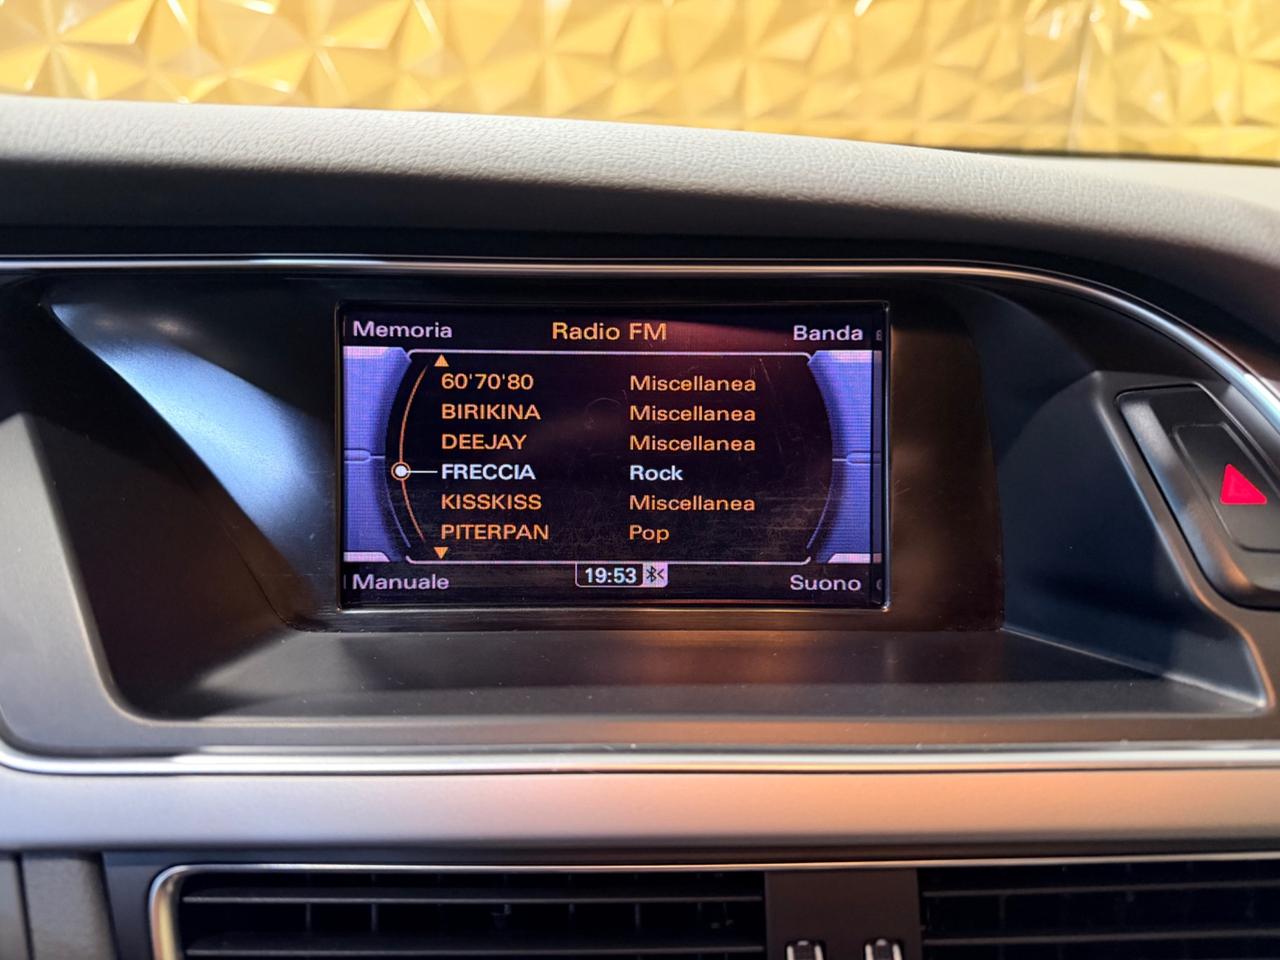 Memoria Radio FM Banda
60'70'80 Miscellanea
BIRIKINA Miscellanea
DEEJAY Miscellanea
FRECCIA Rock
KISSKISS Miscellanea
PITERPAN Pop
Manuale 19:53 Suono